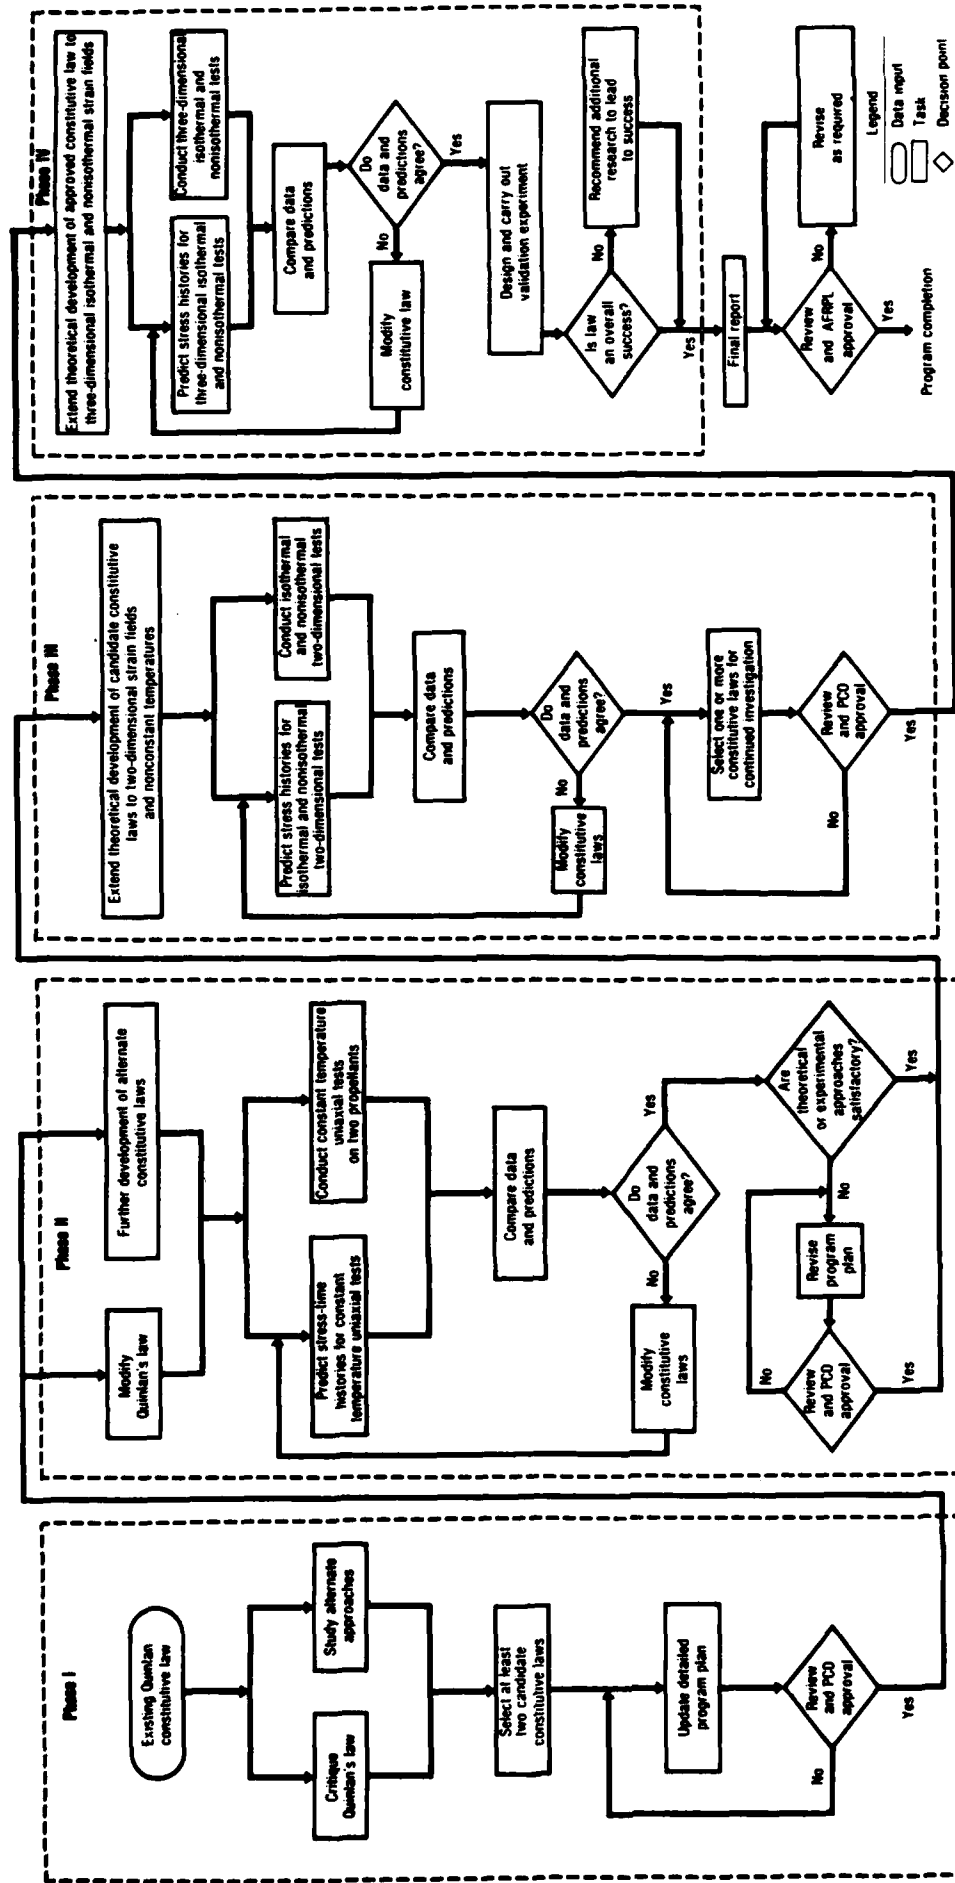 Phase I
Existing Quinlan
constitutive law
Critique
Quinlan's law
Study alternate
approaches
Select at least
two candidate
constitutive laws
Update detailed
program plan
Review
and PCO
approval
No
Yes
Phase II
Modify
Quinlan's law
Further development of alternate
constitutive laws
Predict stress-time
histories for constant
temperature uniaxial tests
Conduct constant temperature
uniaxial tests
on two propellants
Compare data
and predictions
Do
data and
predictions
agree?
No
Yes
Modify
constitutive
laws
Are
theoretical
or experimental
approaches
satisfactory?
No
Yes
Revise
program
plan
Review
and PCO
approval
No
Yes
Phase III
Extend theoretical development of candidate constitutive
laws to two-dimensional strain fields
and nonconstant temperatures
Predict stress histories for
isothermal and nonisothermal
two-dimensional tests
Conduct isothermal
and nonisothermal
two-dimensional tests
Compare data
and predictions
Do
data and
predictions
agree?
No
Yes
Modify
constitutive
laws
Select one or more
constitutive laws for
continued investigation
Review
and PCO
approval
No
Yes
Phase IV
Extend theoretical development of approved constitutive law to
three-dimensional isothermal and nonisothermal strain fields
Predict stress histories for
three-dimensional isothermal
and nonisothermal tests
Conduct three-dimensional
isothermal and
nonisothermal tests
Compare data
and predictions
Do
data and
predictions
agree?
No
Yes
Modify
constitutive law
Design and carry out
validation experiment
Is law
an overall
success?
No
Yes
Recommend additional
research to lead
to success
Final report
Review
and AFRPL
approval
No
Yes
Revise
as required
Program completion
Legend
Data input
Task
Decision point